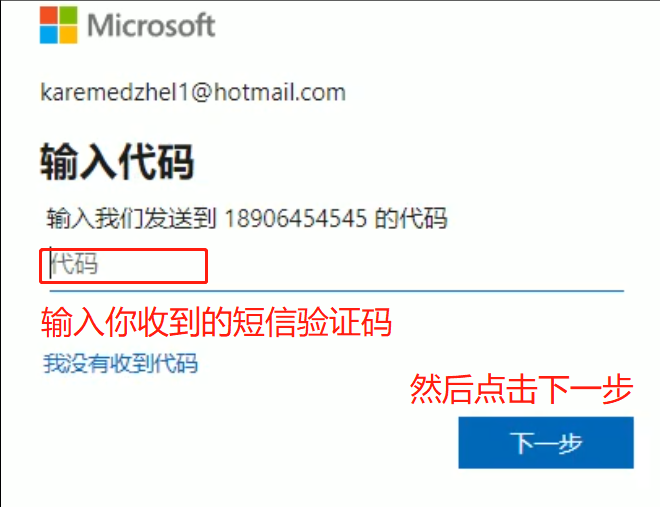 Microsoft
karemedzhel1@hotmail.com
输入代码
输入我们发送到 18906454545 的代码
代码
输入你收到的短信验证码
我没有收到代码
然后点击下一步
下一步